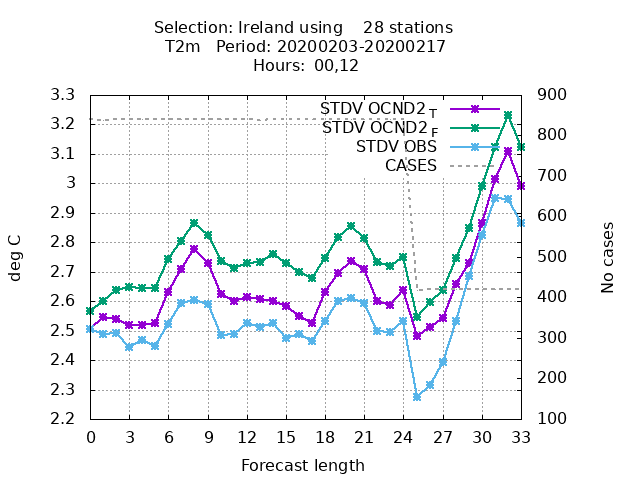 Selection: Ireland using    28 stations
T2m   Period: 20200203-20200217
Hours:  00,12
STDV OCND2 T
STDV OCND2 F
STDV OBS
CASES
3.3
3.2
3.1
3
2.9
2.8
2.7
2.6
2.5
2.4
2.3
2.2
deg C
900
800
700
600
500
400
300
200
100
No cases
0 3 6 9 12 15 18 21 24 27 30 33
Forecast length